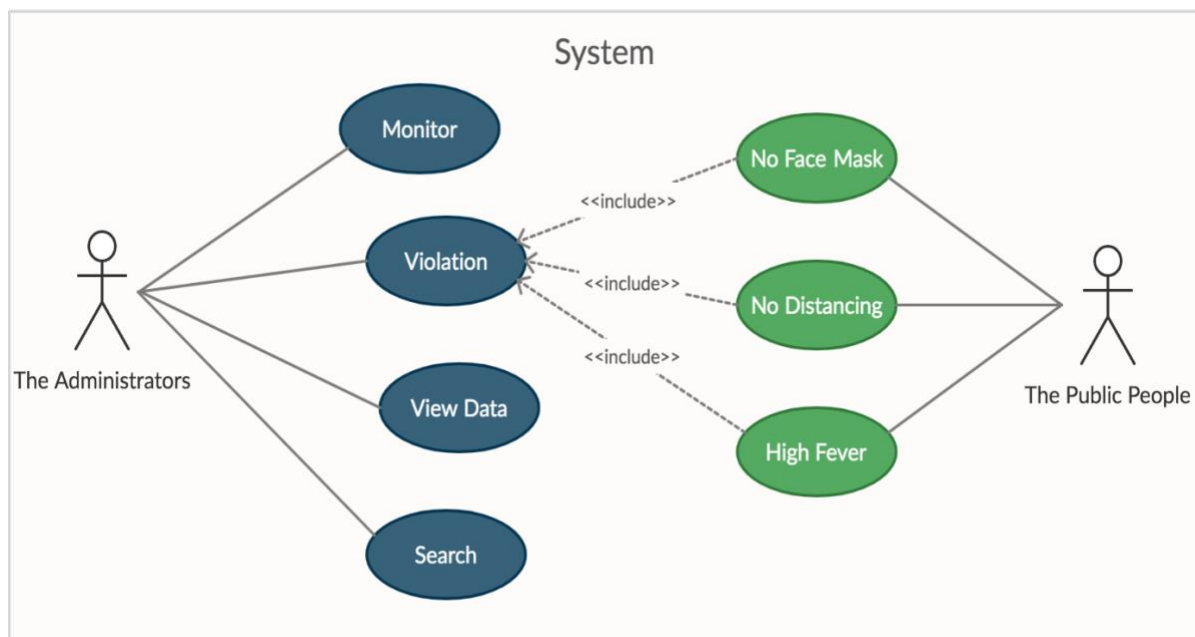 System
Monitor
No Face Mask
<<include>>
Violation
<<include>>
No Distancing
<<include>>
The Administrators
The Public People
View Data
High Fever
Search